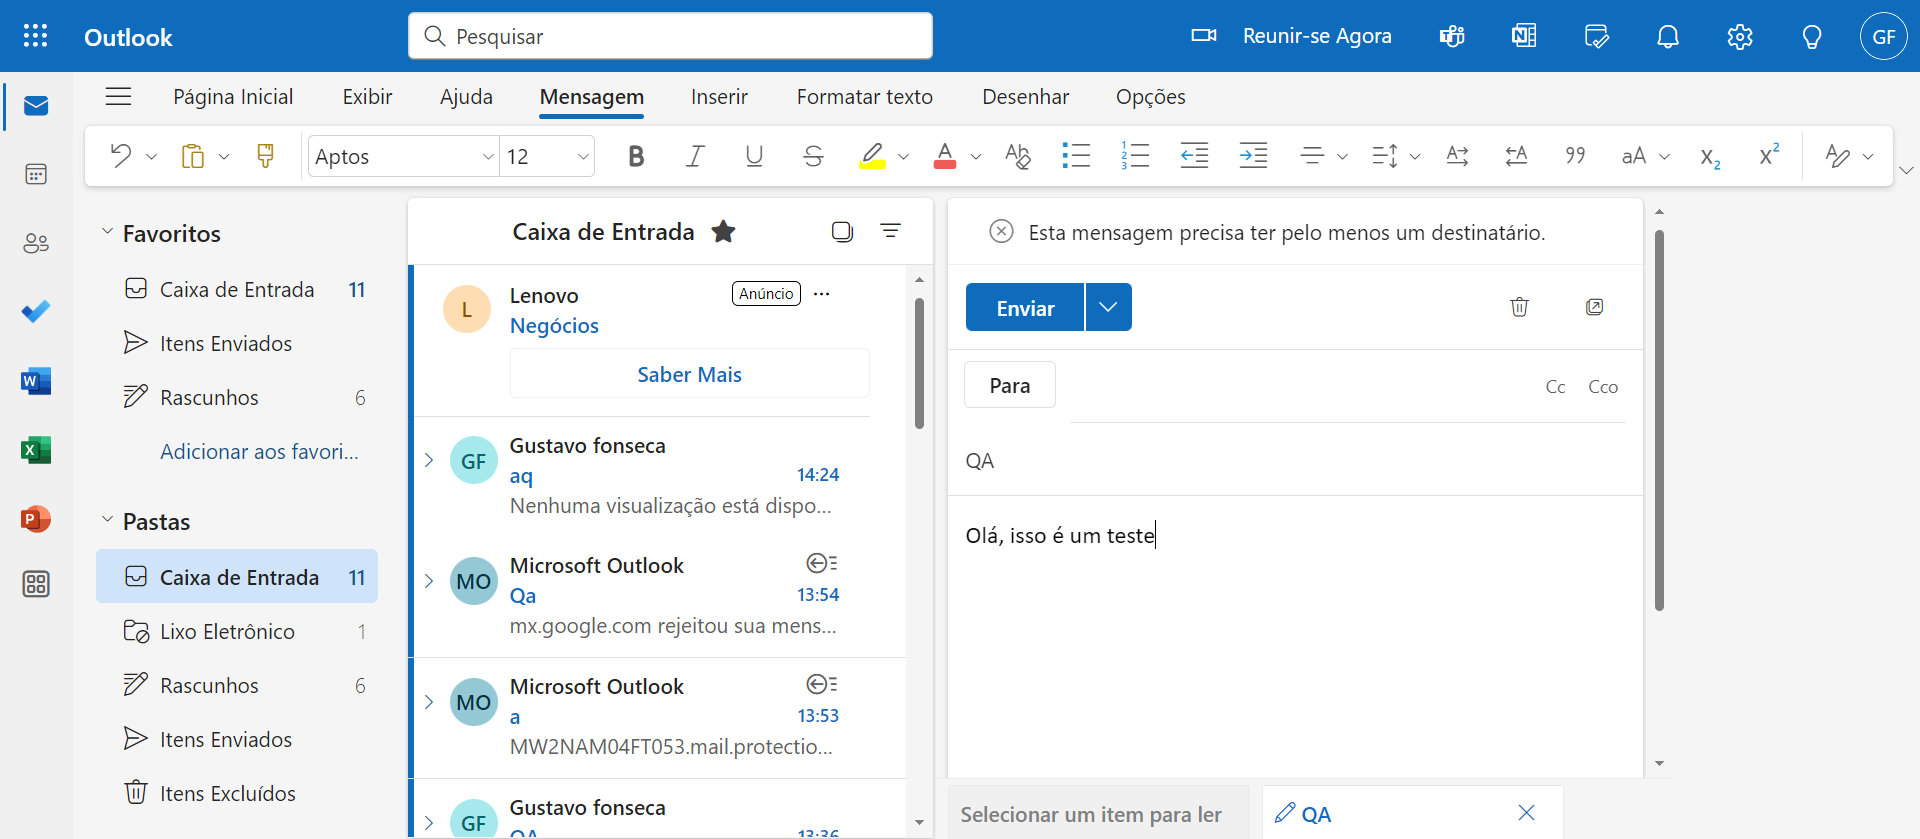 Outlook
Pesquisar
Reunir-se Agora
GF
Página Inicial
Exibir
Ajuda
Mensagem
Inserir
Formatar texto
Desenhar
Opções
Aptos
12
Favoritos
Caixa de Entrada 11
Itens Enviados
Rascunhos 6
Adicionar aos favori...
Pastas
Caixa de Entrada 11
Lixo Eletrônico 1
Rascunhos 6
Itens Enviados
Itens Excluídos
Caixa de Entrada
L
Lenovo
Anúncio
Negócios
Saber Mais
GF
Gustavo fonseca
aq 14:24
Nenhuma visualização está dispo...
MO
Microsoft Outlook
Qa 13:54
mx.google.com rejeitou sua mens...
MO
Microsoft Outlook
a 13:53
MW2NAM04FT053.mail.protectio...
GF
Gustavo fonseca
QA 13:36
Esta mensagem precisa ter pelo menos um destinatário.
Enviar
Para
Cc Cco
QA
Olá, isso é um teste
Selecionar um item para ler
QA